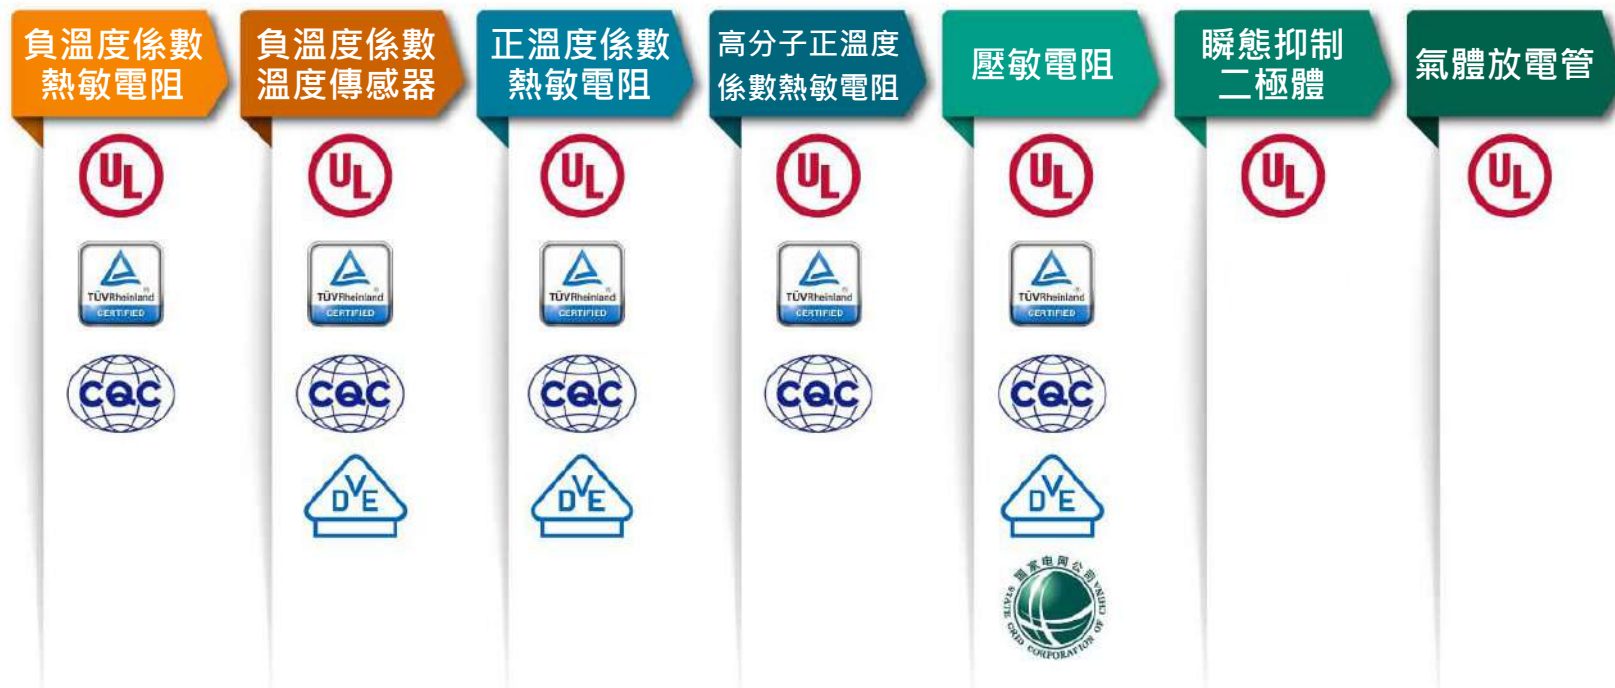 負溫度係數
熱敏電阻
負溫度係數
溫度傳感器
正溫度係數
熱敏電阻
高分子正溫度
係數熱敏電阻
壓敏電阻
瞬態抑制
二極體
氣體放電管
UL
UL
UL
UL
UL
UL
UL
TÜVRheinland
CERTIFIED
TÜVRheinland
CERTIFIED
TÜVRheinland
CERTIFIED
TÜVRheinland
CERTIFIED
TÜVRheinland
CERTIFIED
CQC
CQC
CQC
CQC
CQC
DVE
DVE
DVE
国家电网公司
STATE GRID CORPORATION OF CHINA